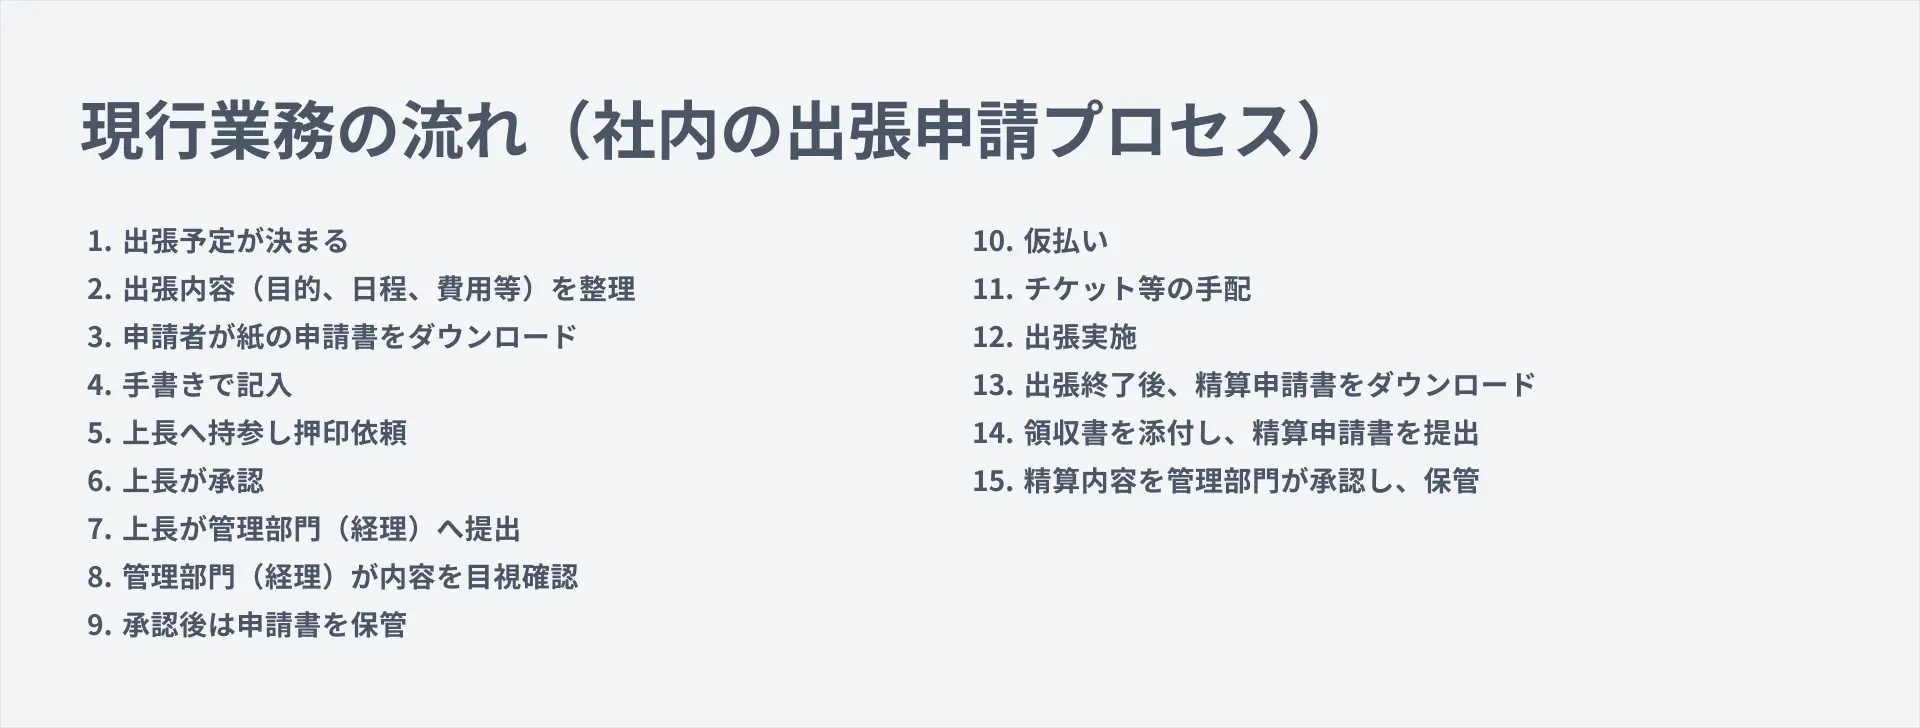 現行業務の流れ（社内の出張申請プロセス）
1. 出張予定が決まる
2. 出張内容（目的、日程、費用等）を整理
3. 申請者が紙の申請書をダウンロード
4. 手書きで記入
5. 上長へ持参し押印依頼
6. 上長が承認
7. 上長が管理部門（経理）へ提出
8. 管理部門（経理）が内容を目視確認
9. 承認後は申請書を保管
10. 仮払い
11. チケット等の手配
12. 出張実施
13. 出張終了後、精算申請書をダウンロード
14. 領収書を添付し、精算申請書を提出
15. 精算内容を管理部門が承認し、保管